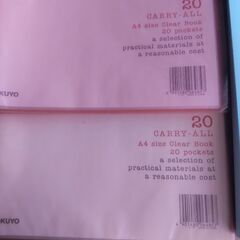 20
CARRY-ALL
A4 size Clear Book
20 pockets
a selection of
practical materials at
a reasonable cost
KUYO
20
CARRY-ALL
A4 size Clear Book
20 pockets
a selection of
practical materials at
a reasonable cost
KUYO